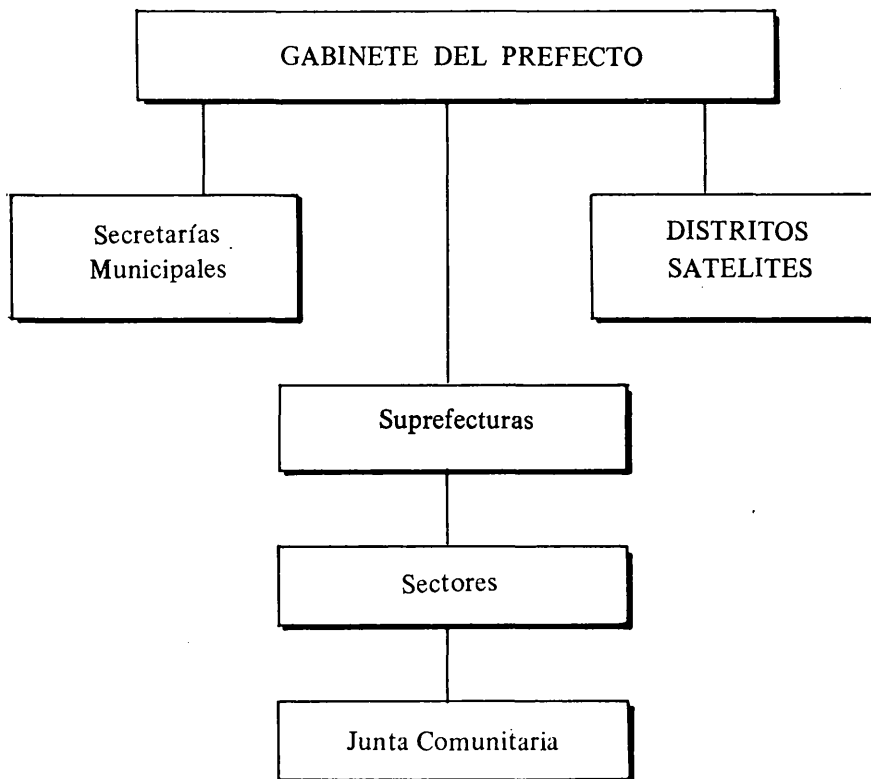 GABINETE DEL PREFECTO
Secretarías
Municipales
DISTRITOS
SATELITES
Suprefecturas
Sectores
Junta Comunitaria